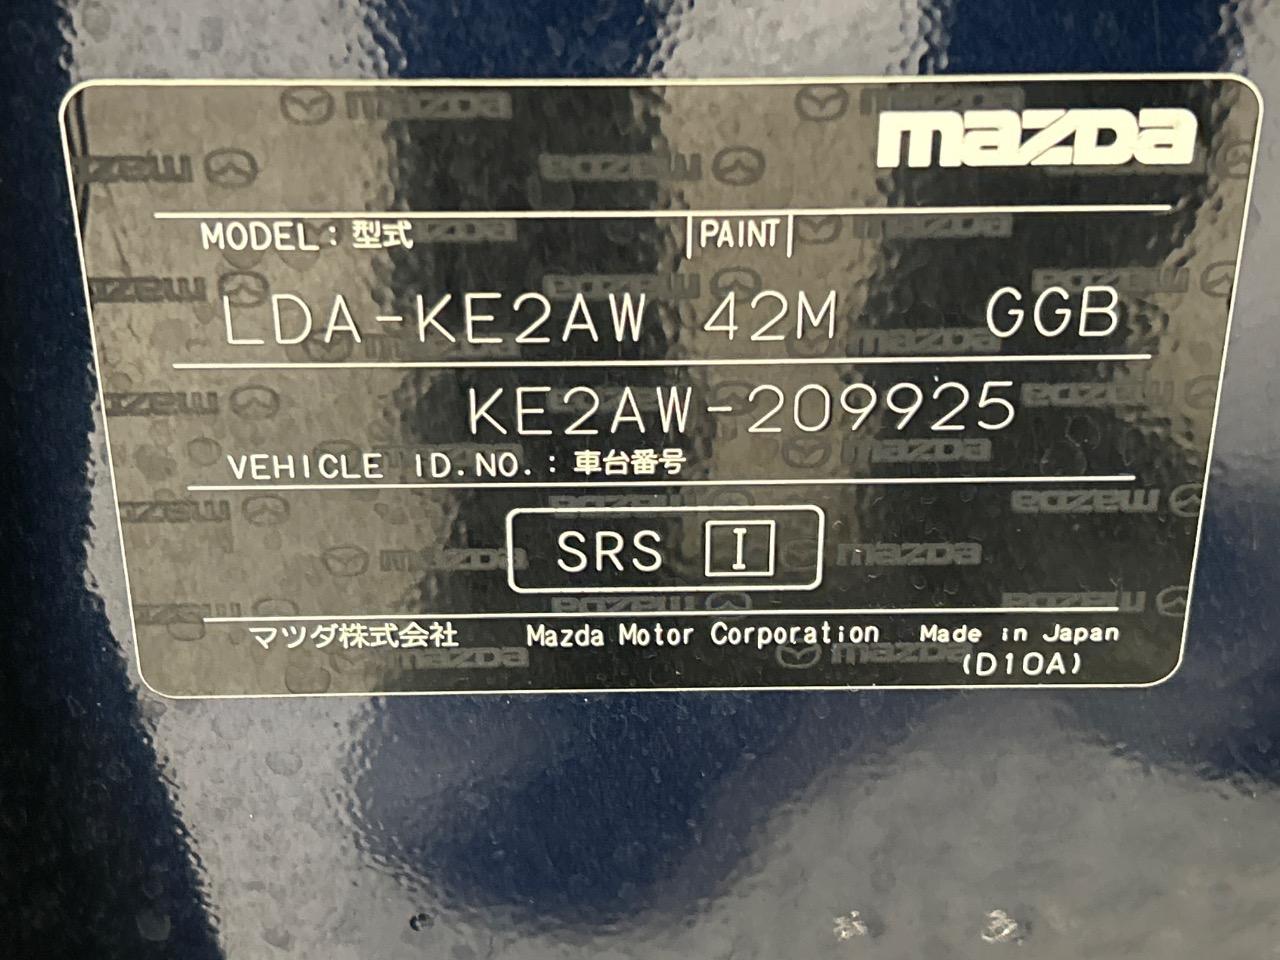 mazda
MODEL: 型式 PAINT
LDA-KE2AW 42M GGB
KE2AW-209925
VEHICLE ID.NO.: 車台番号
SRS I
マツダ株式会社 Mazda Motor Corporation Made in Japan
(D10A)